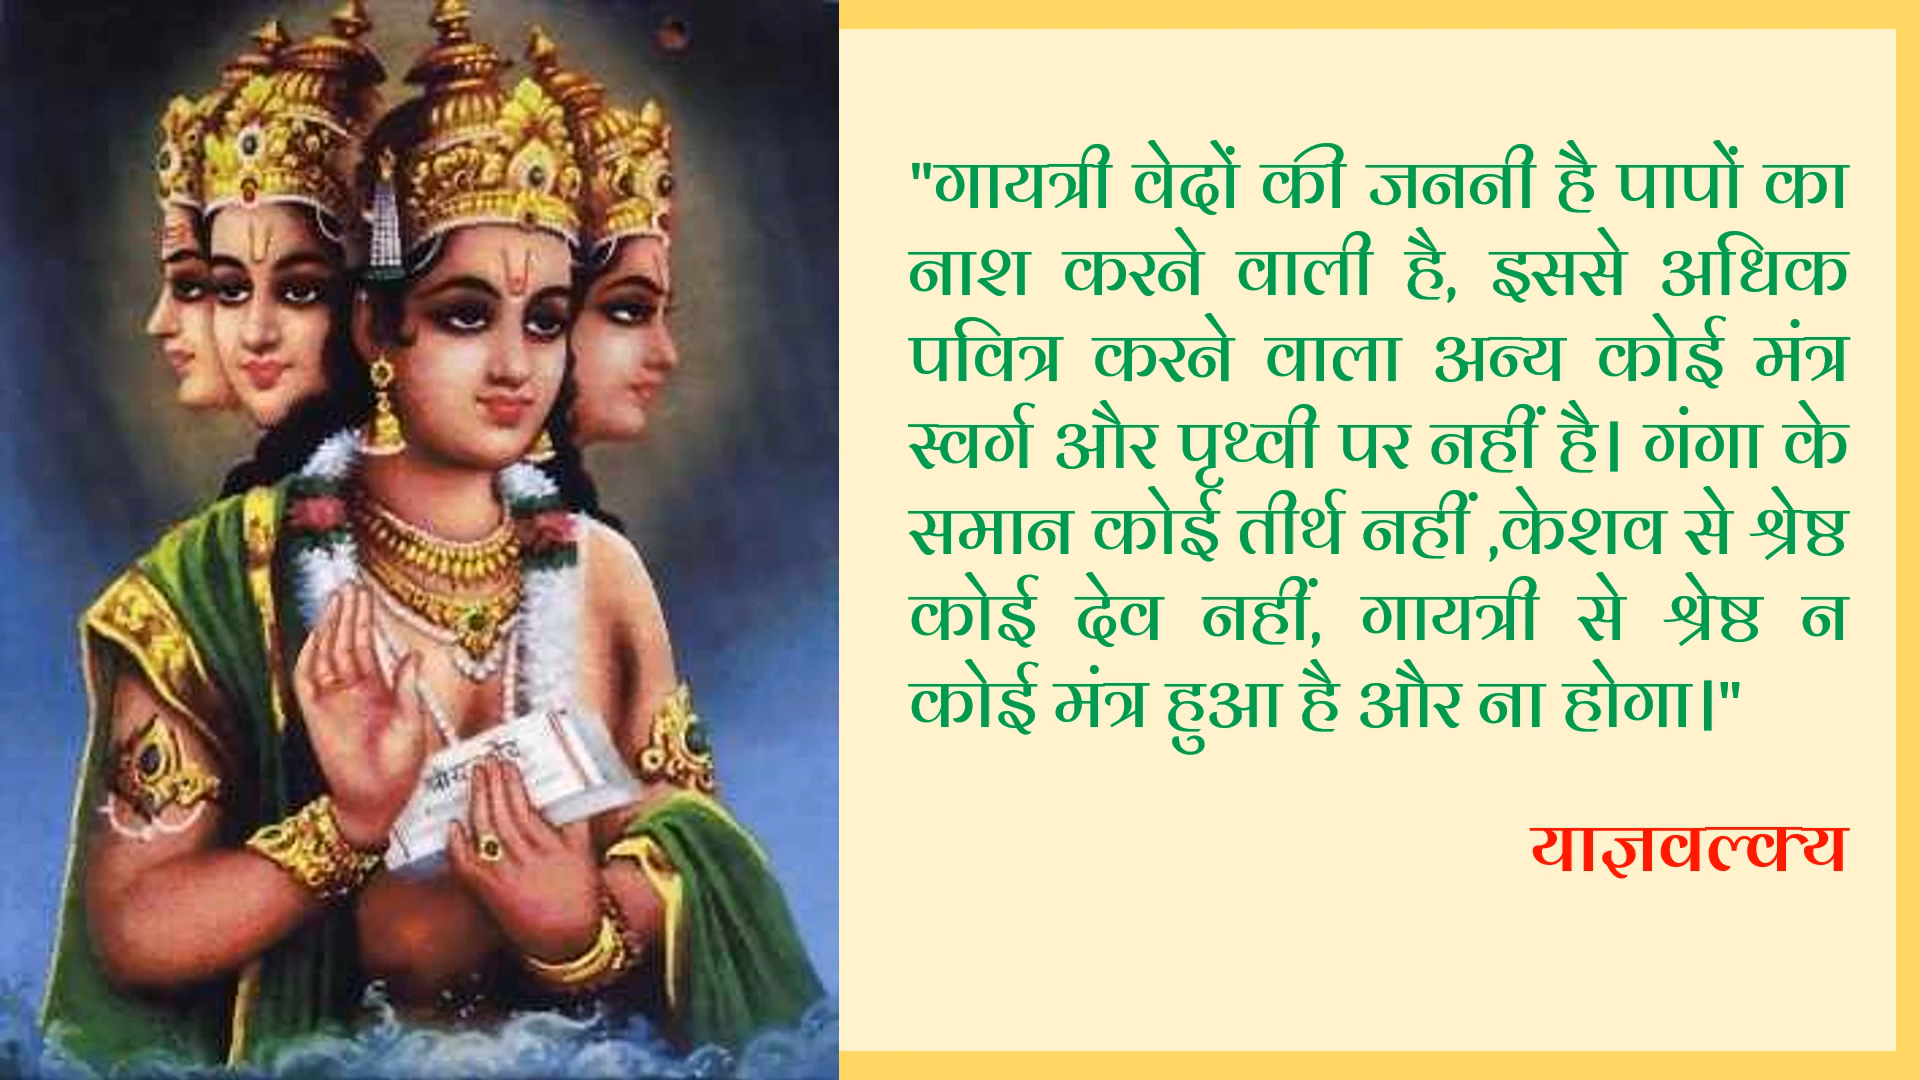 "गायत्री वेदों की जननी है पापों का
नाश करने वाली है, इससे अधिक
पवित्र करने वाला अन्य कोई मंत्र
स्वर्ग और पृथ्वी पर नहीं है। गंगा के
समान कोई तीर्थ नहीं ,केशव से श्रेष्ठ
कोई देव नहीं, गायत्री से श्रेष्ठ न
कोई मंत्र हुआ है और ना होगा।"
याज्ञवल्क्य